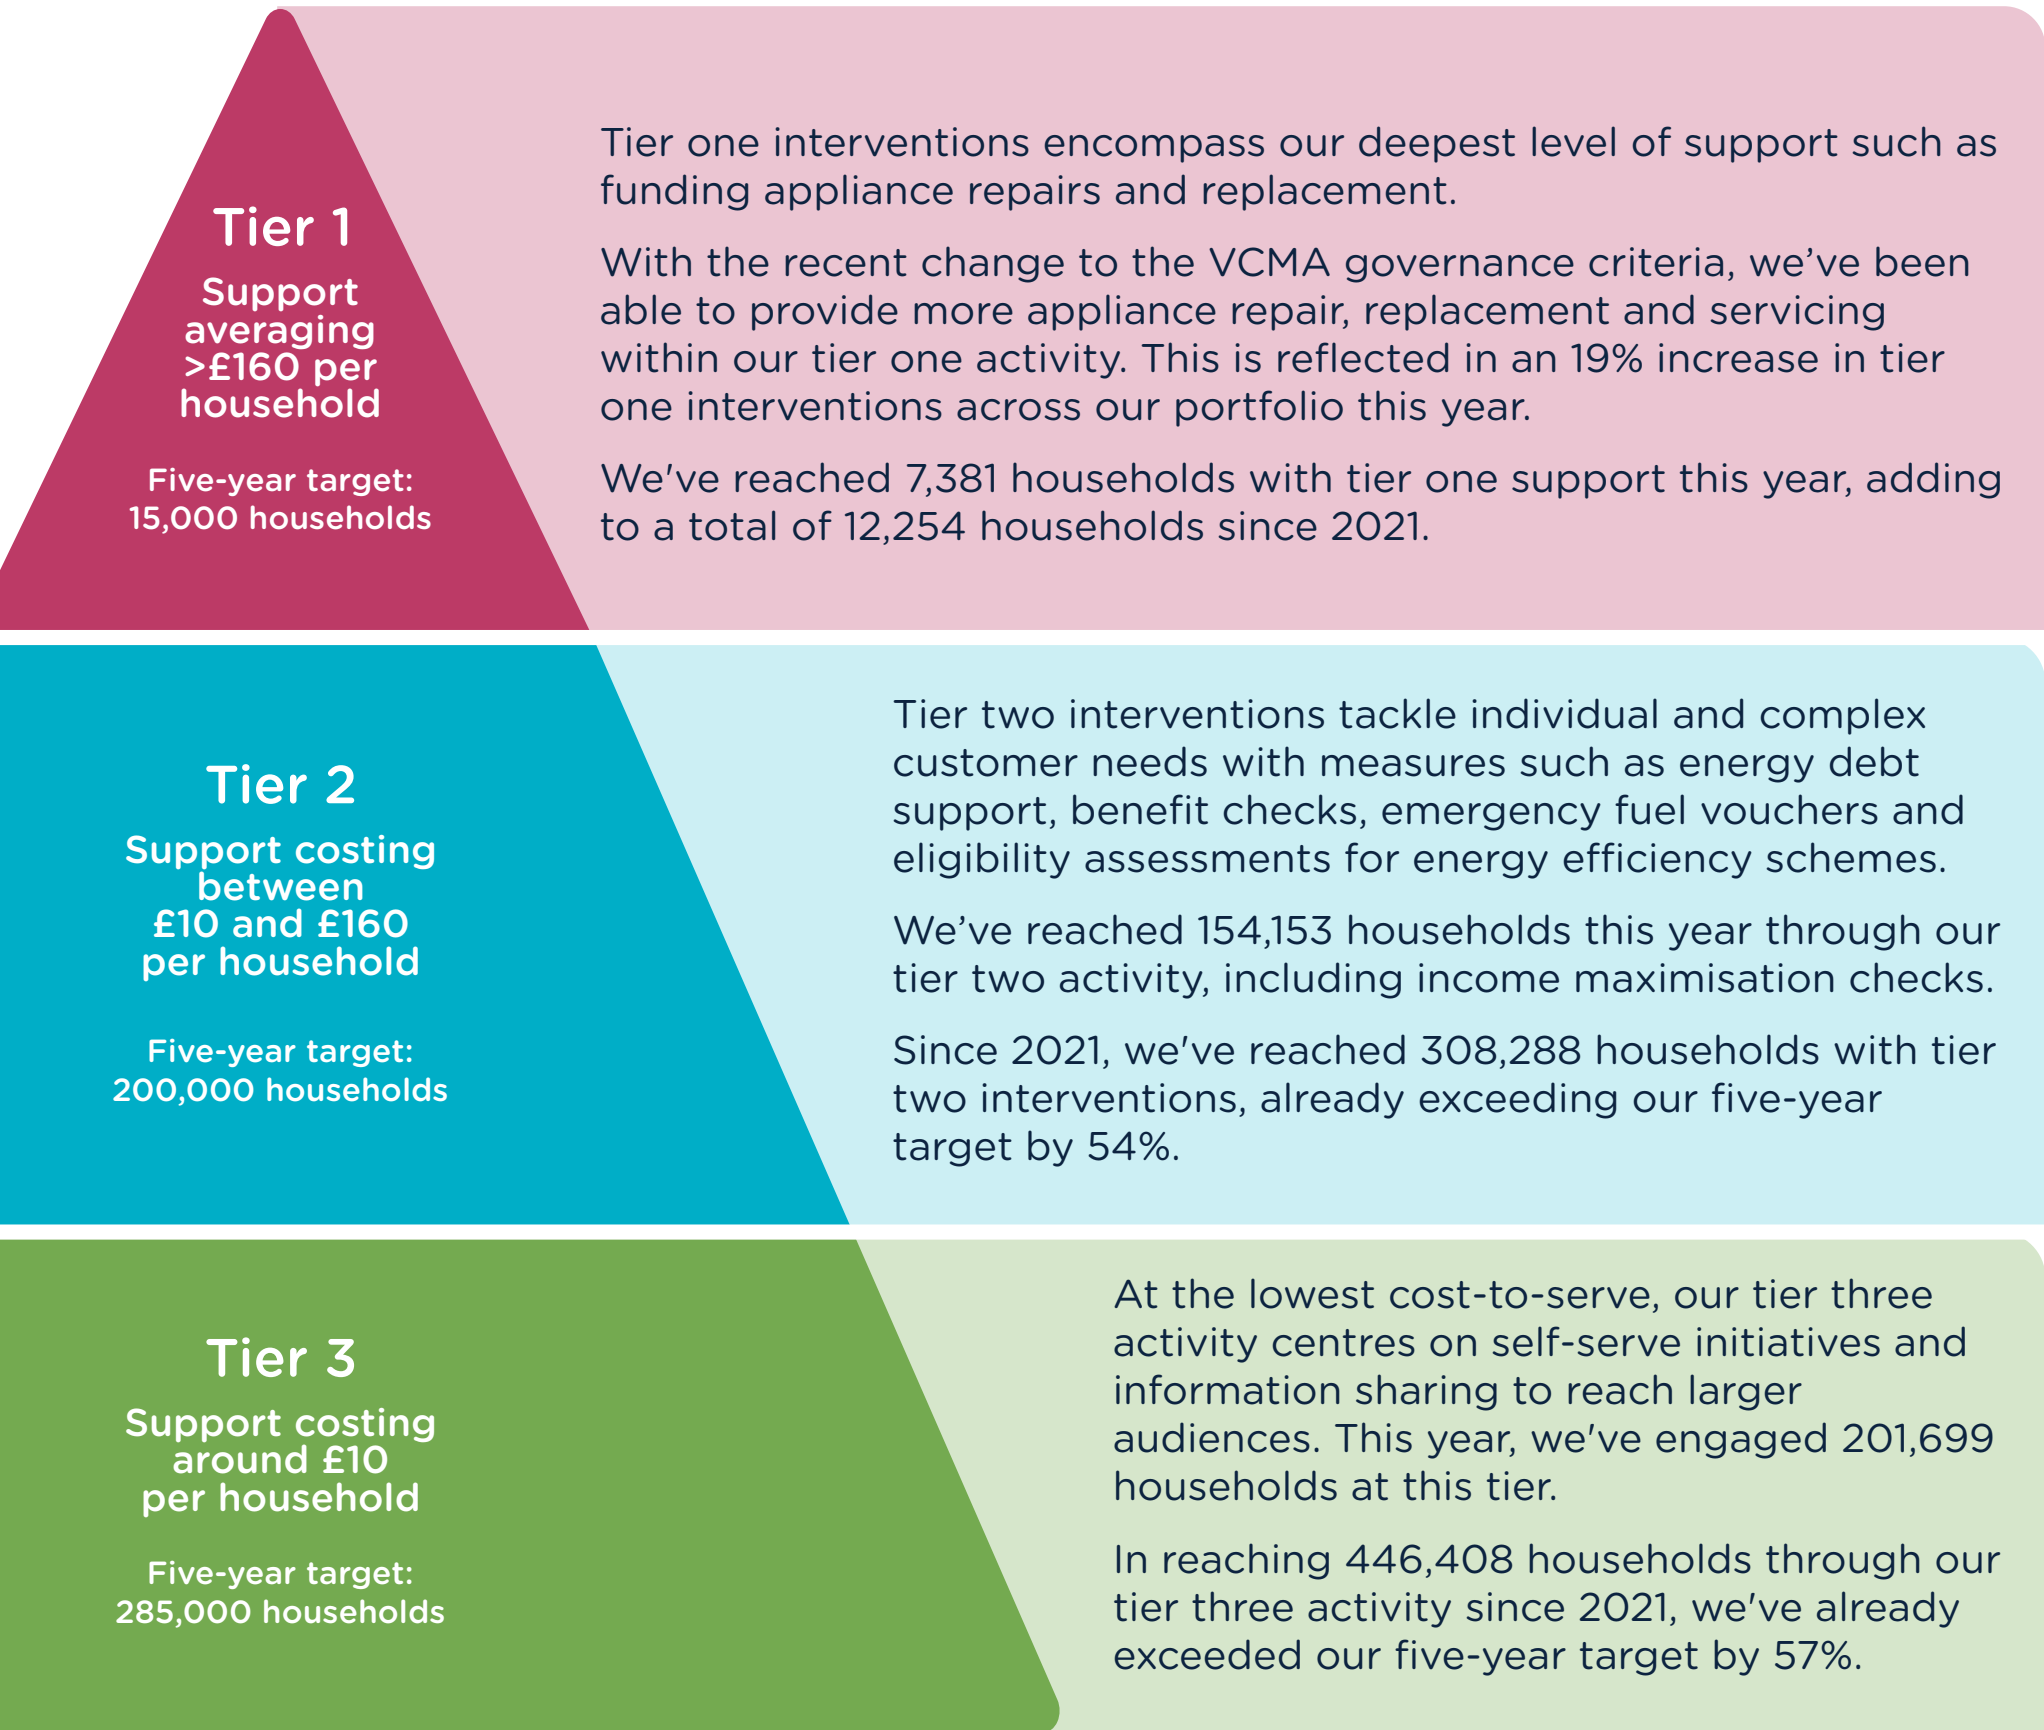 Tier 1
Support
averaging
>£160 per
household
Five-year target:
15,000 households
Tier one interventions encompass our deepest level of support such as
funding appliance repairs and replacement.
With the recent change to the VCMA governance criteria, we’ve been
able to provide more appliance repair, replacement and servicing
within our tier one activity. This is reflected in an 19% increase in tier
one interventions across our portfolio this year.
We've reached 7,381 households with tier one support this year, adding
to a total of 12,254 households since 2021.
Tier 2
Support costing
between
£10 and £160
per household
Five-year target:
200,000 households
Tier two interventions tackle individual and complex
customer needs with measures such as energy debt
support, benefit checks, emergency fuel vouchers and
eligibility assessments for energy efficiency schemes.
We’ve reached 154,153 households this year through our
tier two activity, including income maximisation checks.
Since 2021, we've reached 308,288 households with tier
two interventions, already exceeding our five-year
target by 54%.
Tier 3
Support costing
around £10
per household
Five-year target:
285,000 households
At the lowest cost-to-serve, our tier three
activity centres on self-serve initiatives and
information sharing to reach larger
audiences. This year, we've engaged 201,699
households at this tier.
In reaching 446,408 households through our
tier three activity since 2021, we've already
exceeded our five-year target by 57%.